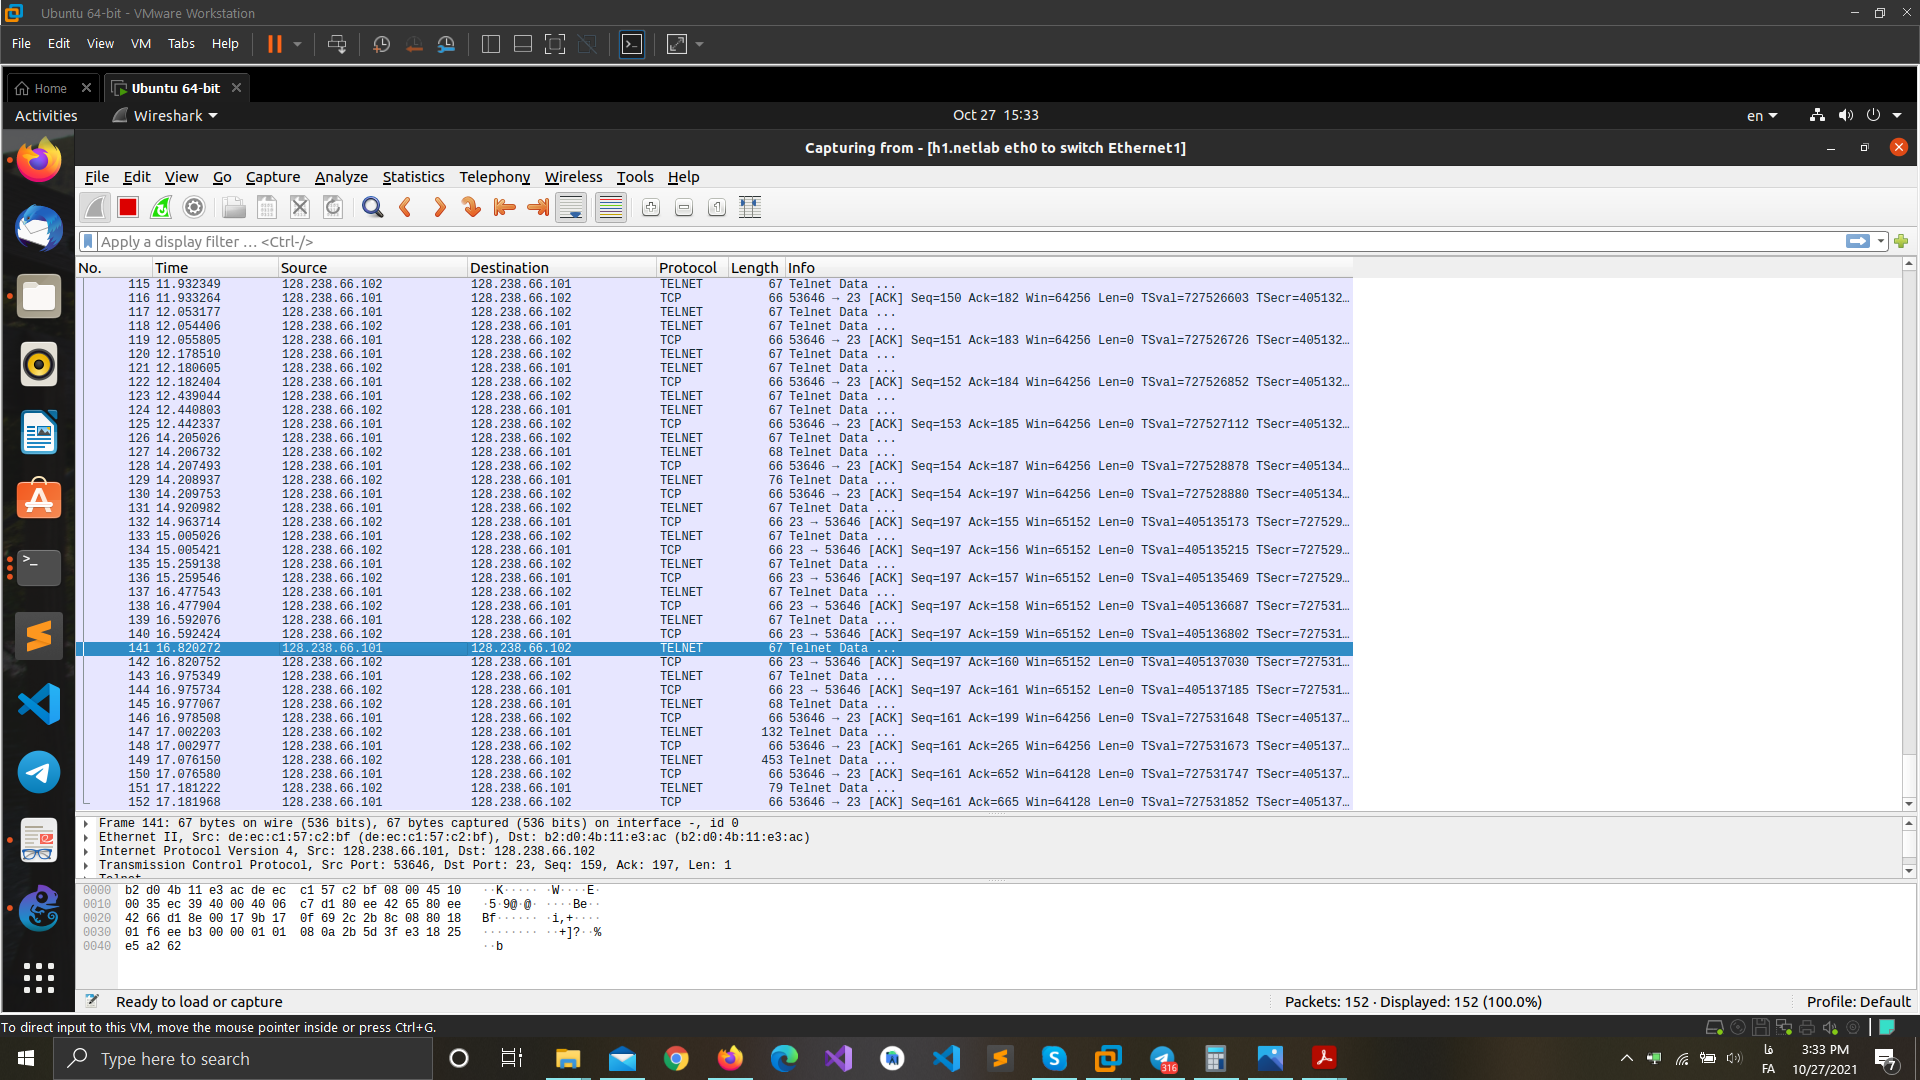 Ubuntu 64-bit - VMware Workstation
File Edit View VM Tabs Help
Home Ubuntu 64-bit
Activities Wireshark Oct 27 15:33 en
Capturing from - [h1.netlab eth0 to switch Ethernet1]
File Edit View Go Capture Analyze Statistics Telephony Wireless Tools Help
Apply a display filter … <Ctrl-/>
No. Time Source Destination Protocol Length Info
115 11.932349 128.238.66.102 128.238.66.101 TELNET 67 Telnet Data ...
116 11.933264 128.238.66.101 128.238.66.102 TCP 66 53646 → 23 [ACK] Seq=150 Ack=182 Win=64256 Len=0 TSval=727526603 TSecr=405132…
117 12.053177 128.238.66.101 128.238.66.102 TELNET 67 Telnet Data ...
118 12.054406 128.238.66.102 128.238.66.101 TELNET 67 Telnet Data ...
119 12.055805 128.238.66.101 128.238.66.102 TCP 66 53646 → 23 [ACK] Seq=151 Ack=183 Win=64256 Len=0 TSval=727526726 TSecr=405132…
120 12.178510 128.238.66.101 128.238.66.102 TELNET 67 Telnet Data ...
121 12.180605 128.238.66.102 128.238.66.101 TELNET 67 Telnet Data ...
122 12.182404 128.238.66.101 128.238.66.102 TCP 66 53646 → 23 [ACK] Seq=152 Ack=184 Win=64256 Len=0 TSval=727526852 TSecr=405132…
123 12.439044 128.238.66.101 128.238.66.102 TELNET 67 Telnet Data ...
124 12.440803 128.238.66.102 128.238.66.101 TELNET 67 Telnet Data ...
125 12.442337 128.238.66.101 128.238.66.102 TCP 66 53646 → 23 [ACK] Seq=153 Ack=185 Win=64256 Len=0 TSval=727527112 TSecr=405132…
126 14.205026 128.238.66.101 128.238.66.102 TELNET 67 Telnet Data ...
127 14.206732 128.238.66.102 128.238.66.101 TELNET 68 Telnet Data ...
128 14.207493 128.238.66.101 128.238.66.102 TCP 66 53646 → 23 [ACK] Seq=154 Ack=187 Win=64256 Len=0 TSval=727528878 TSecr=405134…
129 14.208937 128.238.66.102 128.238.66.101 TELNET 76 Telnet Data ...
130 14.209753 128.238.66.101 128.238.66.102 TCP 66 53646 → 23 [ACK] Seq=154 Ack=197 Win=64256 Len=0 TSval=727528880 TSecr=405134…
131 14.920982 128.238.66.101 128.238.66.102 TELNET 67 Telnet Data ...
132 14.963714 128.238.66.102 128.238.66.101 TCP 66 23 → 53646 [ACK] Seq=197 Ack=155 Win=65152 Len=0 TSval=405135173 TSecr=727529…
133 15.005026 128.238.66.101 128.238.66.102 TELNET 67 Telnet Data ...
134 15.005421 128.238.66.102 128.238.66.101 TCP 66 23 → 53646 [ACK] Seq=197 Ack=156 Win=65152 Len=0 TSval=405135215 TSecr=727529…
135 15.259138 128.238.66.101 128.238.66.102 TELNET 67 Telnet Data ...
136 15.259546 128.238.66.102 128.238.66.101 TCP 66 23 → 53646 [ACK] Seq=197 Ack=157 Win=65152 Len=0 TSval=405135469 TSecr=727529…
137 16.477543 128.238.66.101 128.238.66.102 TELNET 67 Telnet Data ...
138 16.477904 128.238.66.102 128.238.66.101 TCP 66 23 → 53646 [ACK] Seq=197 Ack=158 Win=65152 Len=0 TSval=405136687 TSecr=727531…
139 16.592076 128.238.66.101 128.238.66.102 TELNET 67 Telnet Data ...
140 16.592424 128.238.66.102 128.238.66.101 TCP 66 23 → 53646 [ACK] Seq=197 Ack=159 Win=65152 Len=0 TSval=405136802 TSecr=727531…
141 16.820272 128.238.66.101 128.238.66.102 TELNET 67 Telnet Data ...
142 16.820752 128.238.66.102 128.238.66.101 TCP 66 23 → 53646 [ACK] Seq=197 Ack=160 Win=65152 Len=0 TSval=405137030 TSecr=727531…
143 16.975349 128.238.66.101 128.238.66.102 TELNET 67 Telnet Data ...
144 16.975734 128.238.66.102 128.238.66.101 TCP 66 23 → 53646 [ACK] Seq=197 Ack=161 Win=65152 Len=0 TSval=405137185 TSecr=727531…
145 16.977067 128.238.66.102 128.238.66.101 TELNET 68 Telnet Data ...
146 16.978508 128.238.66.101 128.238.66.102 TCP 66 53646 → 23 [ACK] Seq=161 Ack=199 Win=64256 Len=0 TSval=727531648 TSecr=405137…
147 17.002203 128.238.66.102 128.238.66.101 TELNET 132 Telnet Data ...
148 17.002977 128.238.66.101 128.238.66.102 TCP 66 53646 → 23 [ACK] Seq=161 Ack=265 Win=64256 Len=0 TSval=727531673 TSecr=405137…
149 17.076150 128.238.66.102 128.238.66.101 TELNET 453 Telnet Data ...
150 17.076580 128.238.66.101 128.238.66.102 TCP 66 53646 → 23 [ACK] Seq=161 Ack=652 Win=64128 Len=0 TSval=727531747 TSecr=405137…
151 17.181222 128.238.66.102 128.238.66.101 TELNET 79 Telnet Data ...
152 17.181968 128.238.66.101 128.238.66.102 TCP 66 53646 → 23 [ACK] Seq=161 Ack=665 Win=64128 Len=0 TSval=727531852 TSecr=405137…
Frame 141: 67 bytes on wire (536 bits), 67 bytes captured (536 bits) on interface -, id 0
Ethernet II, Src: de:ec:c1:57:c2:bf (de:ec:c1:57:c2:bf), Dst: b2:d0:4b:11:e3:ac (b2:d0:4b:11:e3:ac)
Internet Protocol Version 4, Src: 128.238.66.101, Dst: 128.238.66.102
Transmission Control Protocol, Src Port: 53646, Dst Port: 23, Seq: 159, Ack: 197, Len: 1
Telnet
0000 b2 d0 4b 11 e3 ac de ec c1 57 c2 bf 08 00 45 10 ··K····· ·W····E·
0010 00 35 ec 39 40 00 40 06 c7 d1 80 ee 42 65 80 ee ·5·9@·@· ····Be··
0020 42 66 d1 8e 00 17 9b 17 0f 69 2c 2b 8c 08 80 18 Bf······ ·i,+····
0030 01 f6 ee b3 00 00 01 01 08 0a 2b 5d 3f e3 18 25 ········ ··+]?··%
0040 e5 a2 62 ··b
Ready to load or capture Packets: 152 · Displayed: 152 (100.0%) Profile: Default
To direct input to this VM, move the mouse pointer inside or press Ctrl+G.
Type here to search 316 فا FA 3:33 PM 10/27/2021 7